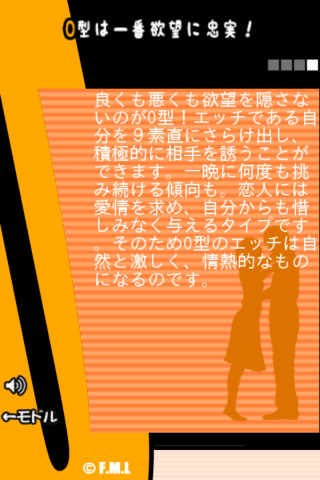 O型は一番欲望に忠実！
良くも悪くも欲望を隠さな
いのがO型！エッチである自
分を９素直にさらけ出し、
積極的に相手を誘うことが
できます。一晩に何度も挑
み続ける傾向も。恋人には
愛情を求め、自分からも惜
しみなく与えるタイプです
。そのためO型のエッチは自
然と激しく、情熱的なもの
になるのです。
←モドル
© F.M.L